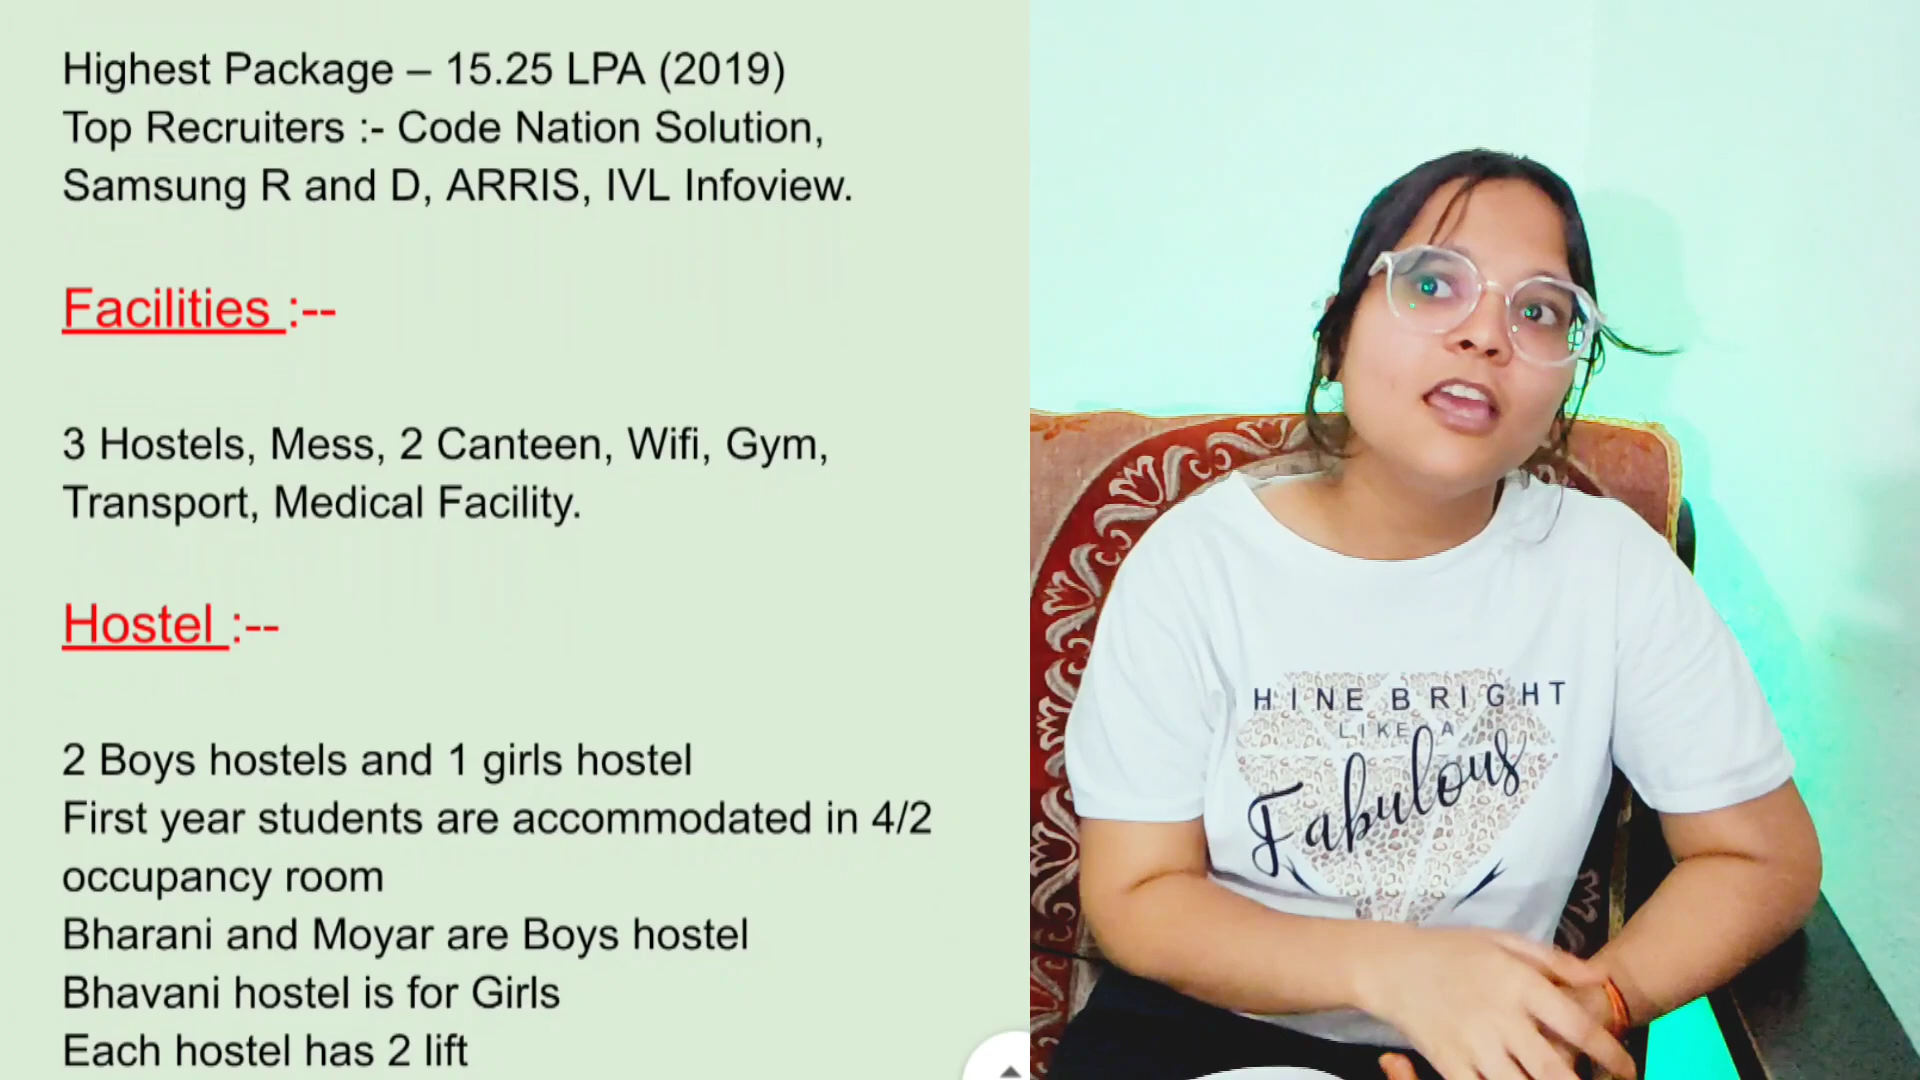 Highest Package – 15.25 LPA (2019)
Top Recruiters :- Code Nation Solution,
Samsung R and D, ARRIS, IVL Infoview.
Facilities :--
3 Hostels, Mess, 2 Canteen, Wifi, Gym,
Transport, Medical Facility.
Hostel :--
2 Boys hostels and 1 girls hostel
First year students are accommodated in 4/2
occupancy room
Bharani and Moyar are Boys hostel
Bhavani hostel is for Girls
Each hostel has 2 lift
HINE BRIGHT
LIKE A
Fabulous